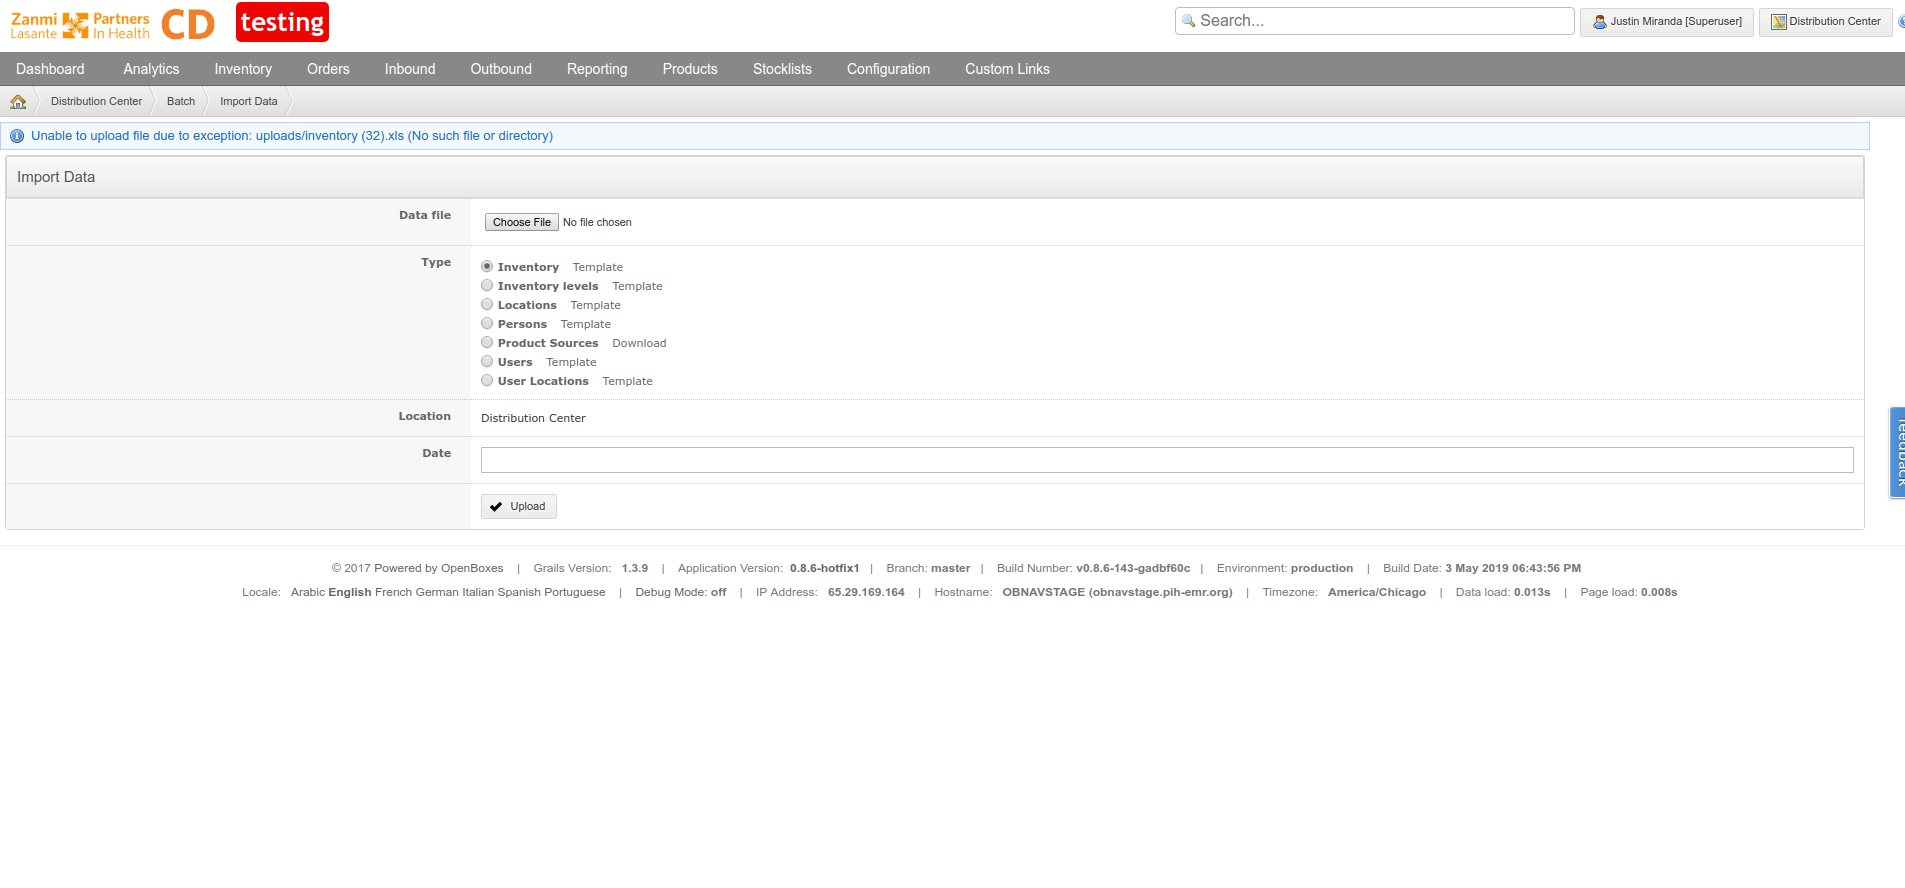 Zanmi Lasante Partners In Health CD testing
Search... Justin Miranda [Superuser] Distribution Center
Dashboard Analytics Inventory Orders Inbound Outbound Reporting Products Stocklists Configuration Custom Links
Distribution Center Batch Import Data
Unable to upload file due to exception: uploads/inventory (32).xls (No such file or directory)
Import Data
Data file Choose File No file chosen
Type
Inventory Template
Inventory levels Template
Locations Template
Persons Template
Product Sources Download
Users Template
User Locations Template
Location Distribution Center
feedback
Date
Upload
© 2017 Powered by OpenBoxes | Grails Version: 1.3.9 | Application Version: 0.8.6-hotfix1 | Branch: master | Build Number: v0.8.6-143-gadbf60c | Environment: production | Build Date: 3 May 2019 06:43:56 PM
Locale: Arabic English French German Italian Spanish Portuguese | Debug Mode: off | IP Address: 65.29.169.164 | Hostname: OBNAVSTAGE (obnavstage.pih-emr.org) | Timezone: America/Chicago | Data load: 0.013s | Page load: 0.008s